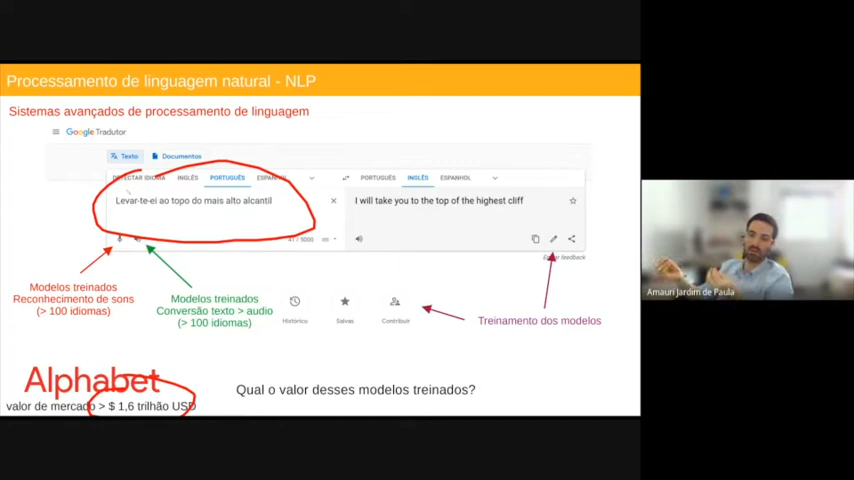 Processamento de linguagem natural - NLP
Sistemas avançados de processamento de linguagem
Google Tradutor
Texto Documentos
DETECTAR IDIOMA INGLÊS PORTUGUÊS ESPANHOL PORTUGUÊS INGLÊS ESPANHOL
Levar-te-ei ao topo do mais alto alcantil I will take you to the top of the highest cliff
41 / 5000
Enviar feedback
Modelos treinados
Reconhecimento de sons
(> 100 idiomas)
Modelos treinados
Conversão texto > audio
(> 100 idiomas)
Histórico Salvas Contribuir
Treinamento dos modelos
Alphabet
valor de mercado > $ 1,6 trilhão USD
Qual o valor desses modelos treinados?
Amauri Jardim de Paula